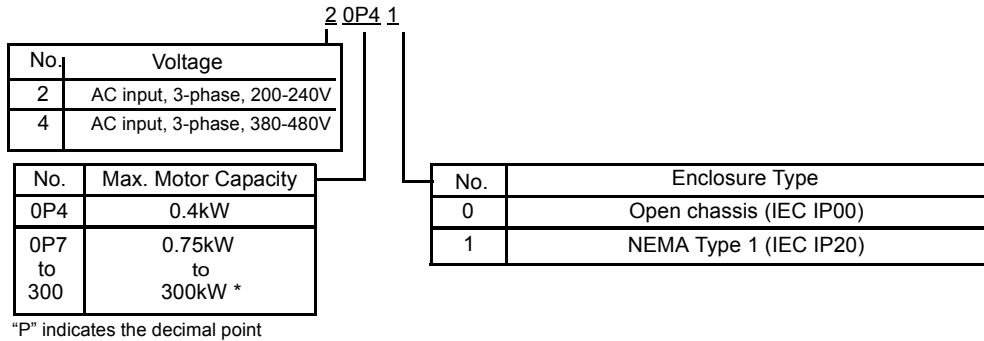 2 0P4 1
No. Voltage
2 AC input, 3-phase, 200-240V
4 AC input, 3-phase, 380-480V
No. Max. Motor Capacity
0P4 0.4kW
0P7 0.75kW
to to
300 300kW *
"P" indicates the decimal point
No. Enclosure Type
0 Open chassis (IEC IP00)
1 NEMA Type 1 (IEC IP20)